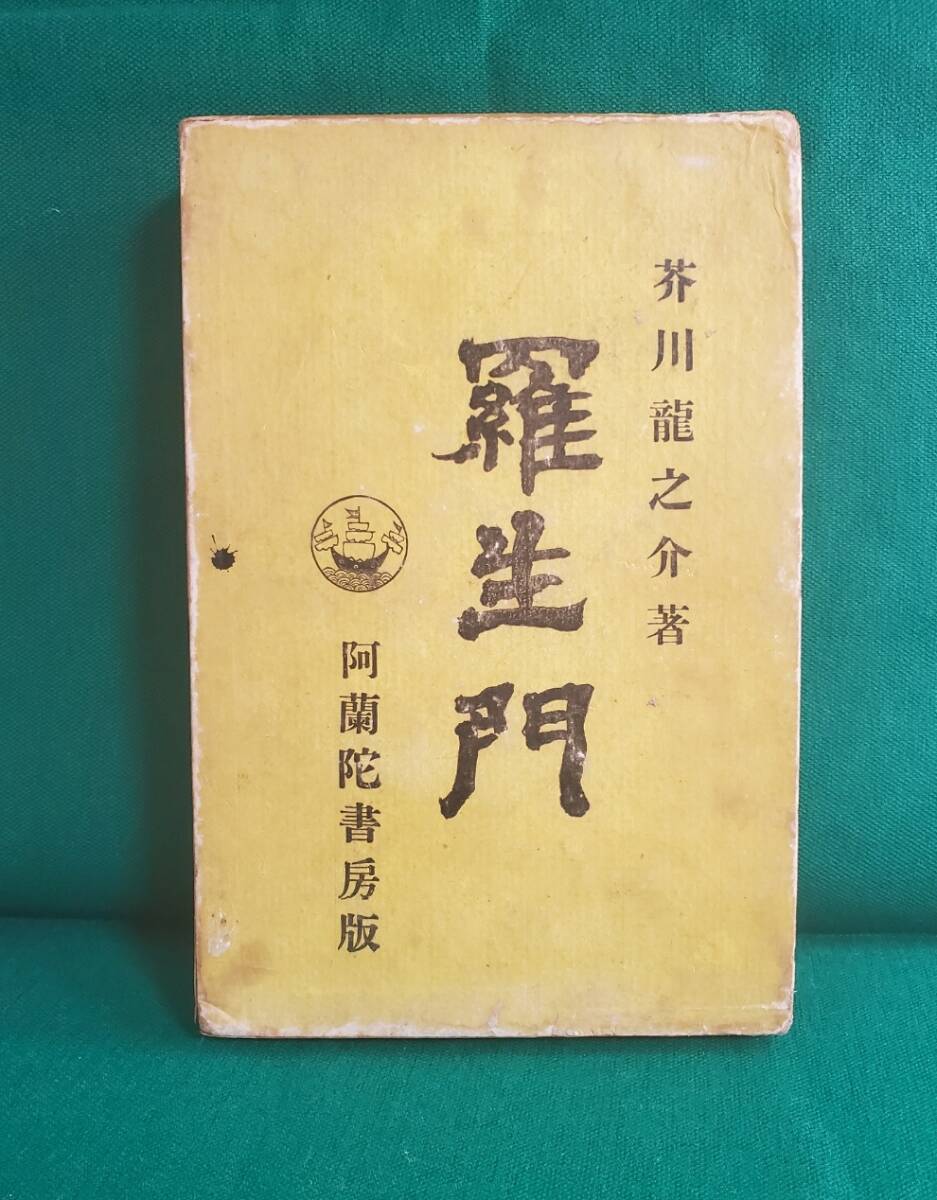 芥川龍之介著
羅生門
阿蘭陀書房版